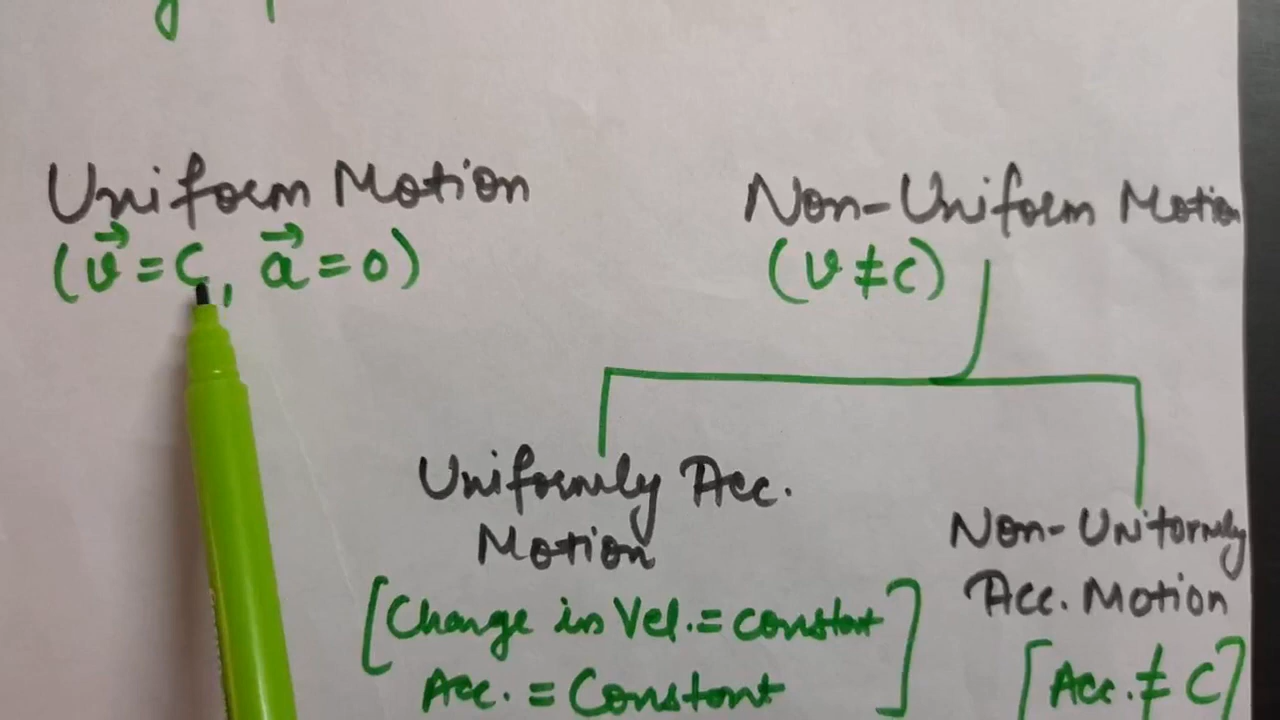 Uniform Motion
(v⃗ = C, a⃗ = 0)
Non-Uniform Motion
(v ≠ C)
Uniformly Acc.
Motion
[Change in Vel. = constant
Acc. = Constant]
Non-Uniformly
Acc. Motion
[Acc. ≠ C]